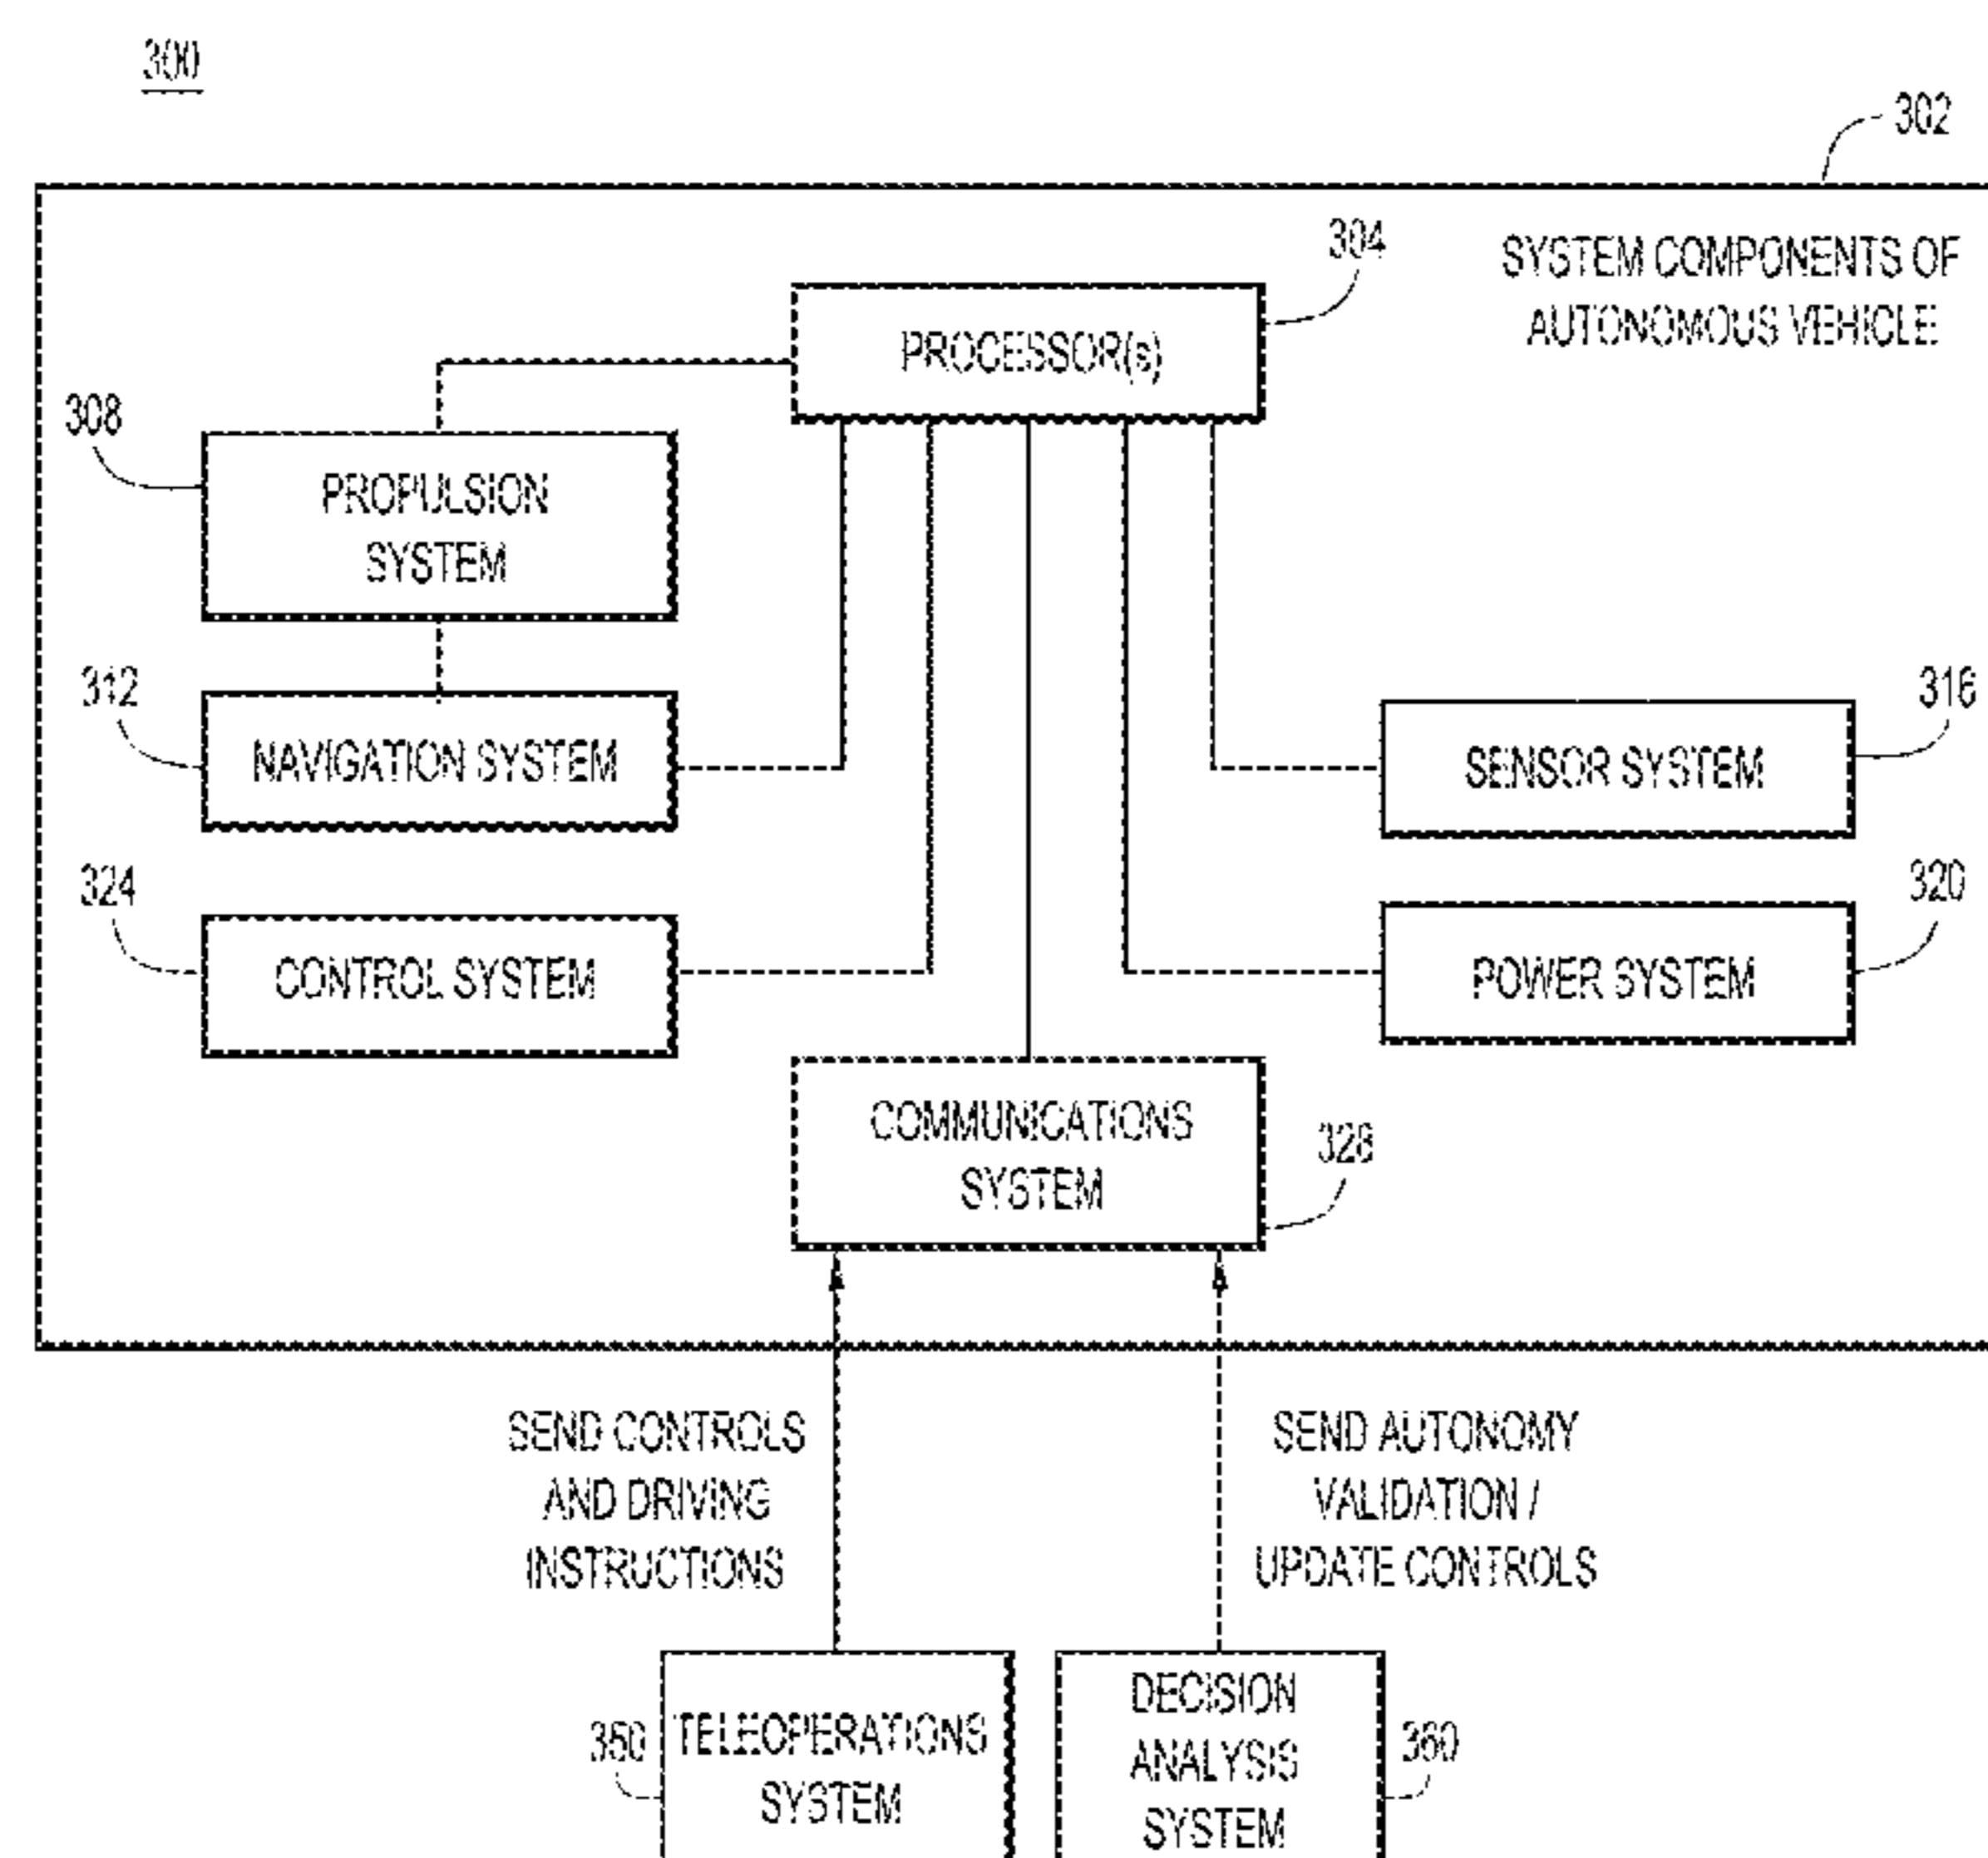 300
302
304
SYSTEM COMPONENTS OF
AUTONOMOUS VEHICLE
PROCESSOR(s)
308
PROPULSION
SYSTEM
312
NAVIGATION SYSTEM
316
SENSOR SYSTEM
324
CONTROL SYSTEM
320
POWER SYSTEM
COMMUNICATIONS
SYSTEM
328
SEND CONTROLS
AND DRIVING
INSTRUCTIONS
SEND AUTONOMY
VALIDATION /
UPDATE CONTROLS
350
TELEOPERATIONS
SYSTEM
DECISION
ANALYSIS
SYSTEM
360